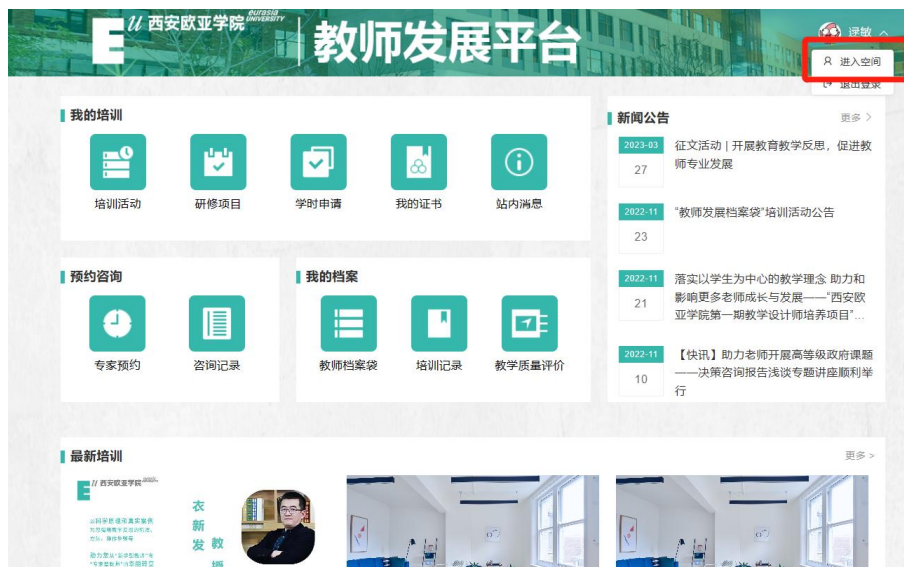 eurasia
西安欧亚学院 UNIVERSITY
教师发展平台
逯敏
进入空间
退出登录
我的培训
培训活动
研修项目
学时申请
我的证书
站内消息
新闻公告
更多 >
2023-03
27
征文活动 | 开展教育教学反思，促进教
师专业发展
2022-11
23
“教师发展档案袋”培训活动公告
2022-11
21
落实以学生为中心的教学理念 助力和
影响更多老师成长与发展——“西安欧
亚学院第一期教学设计师培养项目”...
2022-11
10
【快讯】助力老师开展高等级政府课题
——决策咨询报告浅谈专题讲座顺利举
行
预约咨询
专家预约
咨询记录
我的档案
教师档案袋
培训记录
教学质量评价
最新培训
更多 >
西安欧亚学院
衣
新
发
教